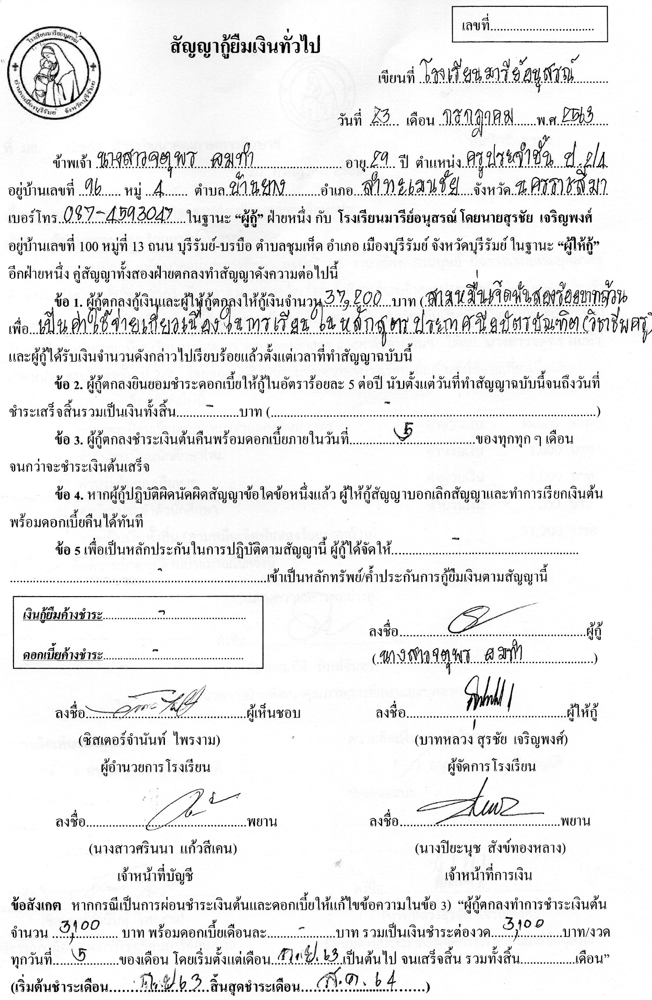 เลขที่..............................
โรงเรียนมารีย์อนุสรณ์
อำเภอเมืองบุรีรัมย์ จังหวัดบุรีรัมย์
สัญญากู้ยืมเงินทั่วไป
เขียนที่ โรงเรียนมารีย์อนุสรณ์
วันที่ 23 เดือน กรกฎาคม พ.ศ. 2563
ข้าพเจ้า นางสาวจตุพร อายุ 29 ปี ตำแหน่ง ครูประจำชั้น ป.2/4
อยู่บ้านเลขที่ 96 หมู่ 4 ตำบล บ้านยาง อำเภอ ลำทะเมนชัย จังหวัด นครราชสีมา
เบอร์โทร 087-4593047 ในฐานะ “ผู้กู้” ฝ่ายหนึ่ง กับ โรงเรียนมารีย์อนุสรณ์ โดยนายสุรชัย เจริญพงศ์
อยู่บ้านเลขที่ 100 หมู่ที่ 13 ถนน บุรีรัมย์-บรบือ ตำบลชุมเห็ด อำเภอ เมืองบุรีรัมย์ จังหวัดบุรีรัมย์ ในฐานะ “ผู้ให้กู้”
อีกฝ่ายหนึ่ง คู่สัญญาทั้งสองฝ่ายตกลงทำสัญญาดังความต่อไปนี้
ข้อ 1. ผู้กู้ตกลงกู้เงินและผู้ให้กู้ตกลงให้กู้เงินจำนวน 37,200 บาท (สามหมื่นเจ็ดพันสองร้อยบาทถ้วน
เพื่อ เป็นค่าใช้จ่ายเกี่ยวเนื่องในการเรียนในหลักสูตรประกาศนียบัตรบัณฑิต (วิชาชีพครู)
และผู้กู้ได้รับเงินจำนวนดังกล่าวไปเรียบร้อยแล้วตั้งแต่เวลาที่ทำสัญญาฉบับนี้
ข้อ 2. ผู้กู้ตกลงยินยอมชำระดอกเบี้ยให้กู้ในอัตราร้อยละ 5 ต่อปี นับตั้งแต่วันที่ทำสัญญาฉบับนี้จนถึงวันที่
ชำระเสร็จสิ้นรวมเป็นเงินทั้งสิ้น........-........บาท (..............-..............)
ข้อ 3. ผู้กู้ตกลงชำระเงินต้นคืนพร้อมดอกเบี้ยภายในวันที่ 5 ของทุกทุก ๆ เดือน
จนกว่าจะชำระเงินต้นเสร็จ
ข้อ 4. หากผู้กู้ปฏิบัติผิดนัดผิดสัญญาข้อใดข้อหนึ่งแล้ว ผู้ให้กู้สัญญาบอกเลิกสัญญาและทำการเรียกเงินต้น
พร้อมดอกเบี้ยคืนได้ทันที
ข้อ 5 เพื่อเป็นหลักประกันในการปฏิบัติตามสัญญานี้ ผู้กู้ได้จัดให้..............-..............
..............-..............เข้าเป็นหลักทรัพย์/ค้ำประกันการกู้ยืมเงินตามสัญญานี้
เงินกู้ยืมค้างชำระ..............-..............
ดอกเบี้ยค้างชำระ..............-..............
ลงชื่อ..............ผู้กู้
(นางสาวจตุพร )
ลงชื่อ..............ผู้เห็นชอบ ลงชื่อ..............ผู้ให้กู้
(ซิสเตอร์จำนันท์ ไพรงาม) (บาทหลวง สุรชัย เจริญพงศ์)
ผู้อำนวยการโรงเรียน ผู้จัดการโรงเรียน
ลงชื่อ..............พยาน ลงชื่อ..............พยาน
(นางสาวศรินนา แก้วสีเคน) (นางปิยะนุช สังข์ทองหลาง)
เจ้าหน้าที่บัญชี เจ้าหน้าที่การเงิน
ข้อสังเกต หากกรณีเป็นการผ่อนชำระเงินต้นและดอกเบี้ยให้แก้ไขข้อความในข้อ 3) “ผู้กู้ตกลงทำการชำระเงินต้น
จำนวน 3,100 บาท พร้อมดอกเบี้ยเดือนละ........-........บาท รวมเป็นเงินชำระต่องวด 3,100 บาท/งวด
ทุกวันที่ 5 ของเดือน โดยเริ่มตั้งแต่เดือน ก.ย. 63 เป็นต้นไป จนเสร็จสิ้น รวมทั้งสิ้น................เดือน”
(เริ่มต้นชำระเดือน ก.ย 63 สิ้นสุดชำระเดือน ส.ค. 64)